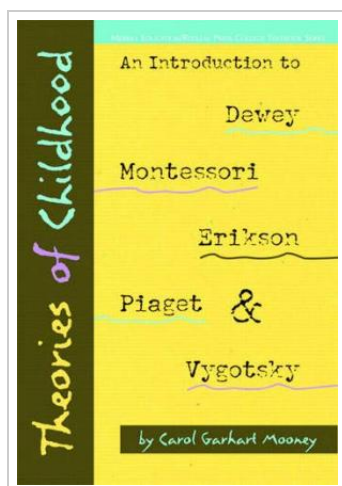 An Introduction to
Dewey
Montessori
Erikson
Piaget &
Vygotsky
by Carol Garhart Mooney
Theories of Childhood